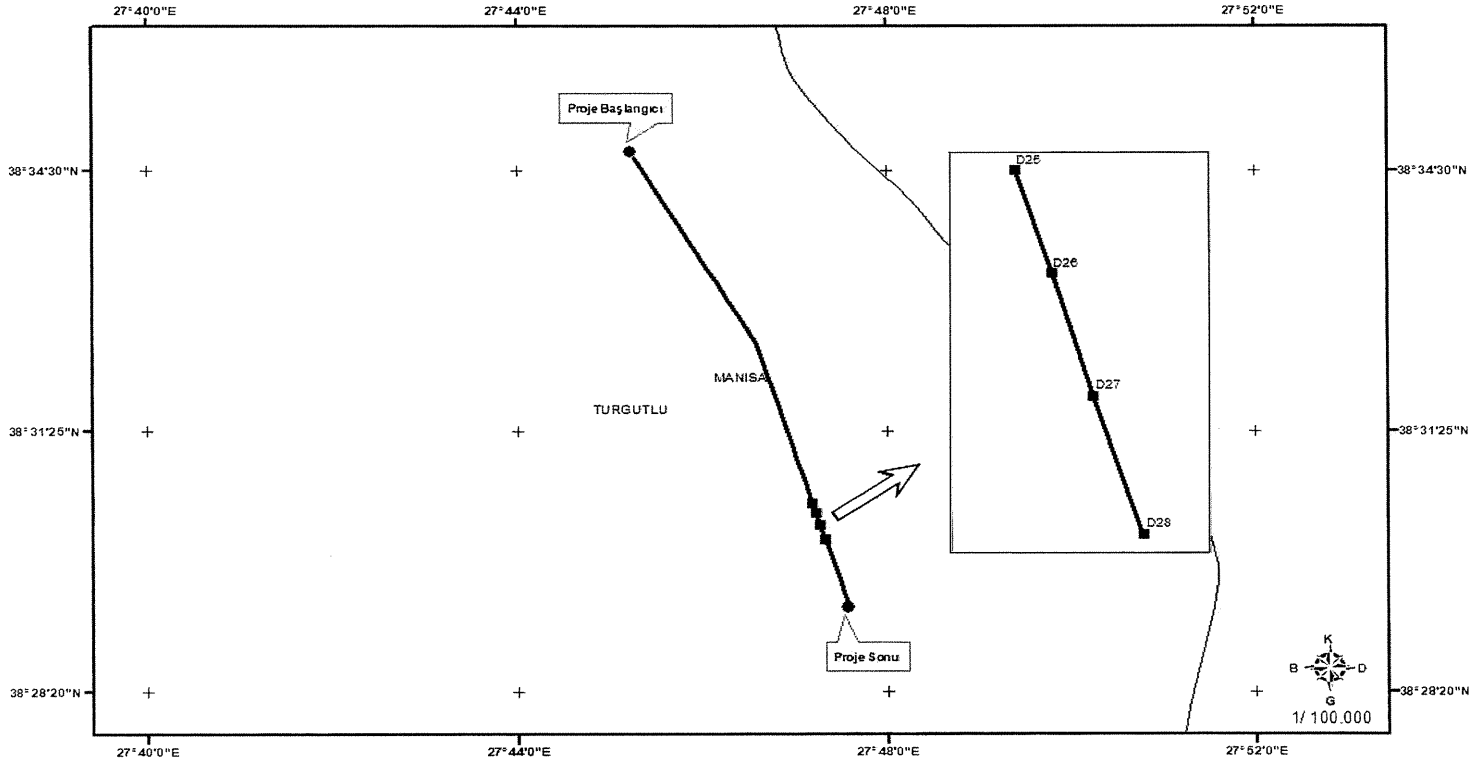 27°40'0"E
27°44'0"E
27°48'0"E
27°52'0"E
Proje Başlangıcı
38°34'30"N
38°34'30"N
D25
D26
MANİSA
D27
TURGUTLU
38°31'25"N
38°31'25"N
D28
Proje Sonu
K
B
D
G
38°28'20"N
38°28'20"N
1/ 100.000
27°40'0"E
27°44'0"E
27°48'0"E
27°52'0"E